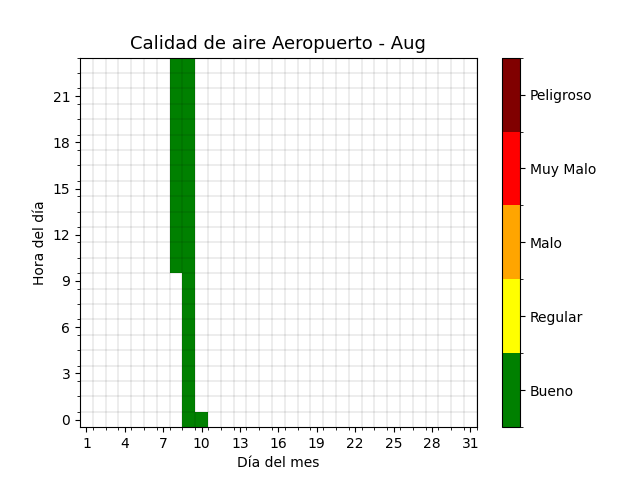 Calidad de aire Aeropuerto - Aug
21
18
15
12
9
6
3
0
Hora del día
1 4 7 10 13 16 19 22 25 28 31
Día del mes
Peligroso
Muy Malo
Malo
Regular
Bueno